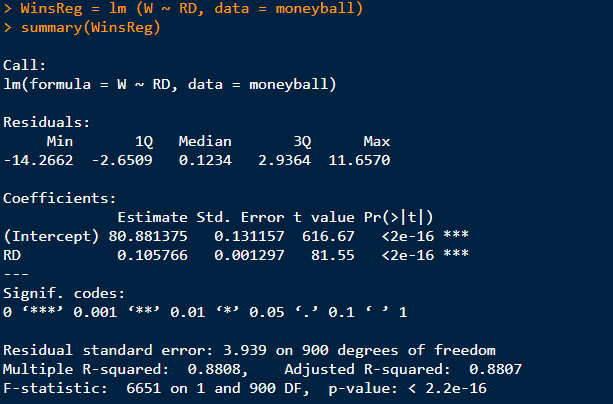 > WinsReg = lm (W ~ RD, data = moneyball)
> summary(WinsReg)
Call:
lm(formula = W ~ RD, data = moneyball)
Residuals:
Min 1Q Median 3Q Max
-14.2662 -2.6509 0.1234 2.9364 11.6570
Coefficients:
Estimate Std. Error t value Pr(>|t|)
(Intercept) 80.881375 0.131157 616.67 <2e-16 ***
RD 0.105766 0.001297 81.55 <2e-16 ***
---
Signif. codes:
0 ‘***’ 0.001 ‘**’ 0.01 ‘*’ 0.05 ‘.’ 0.1 ‘ ’ 1
Residual standard error: 3.939 on 900 degrees of freedom
Multiple R-squared: 0.8808, Adjusted R-squared: 0.8807
F-statistic: 6651 on 1 and 900 DF, p-value: < 2.2e-16